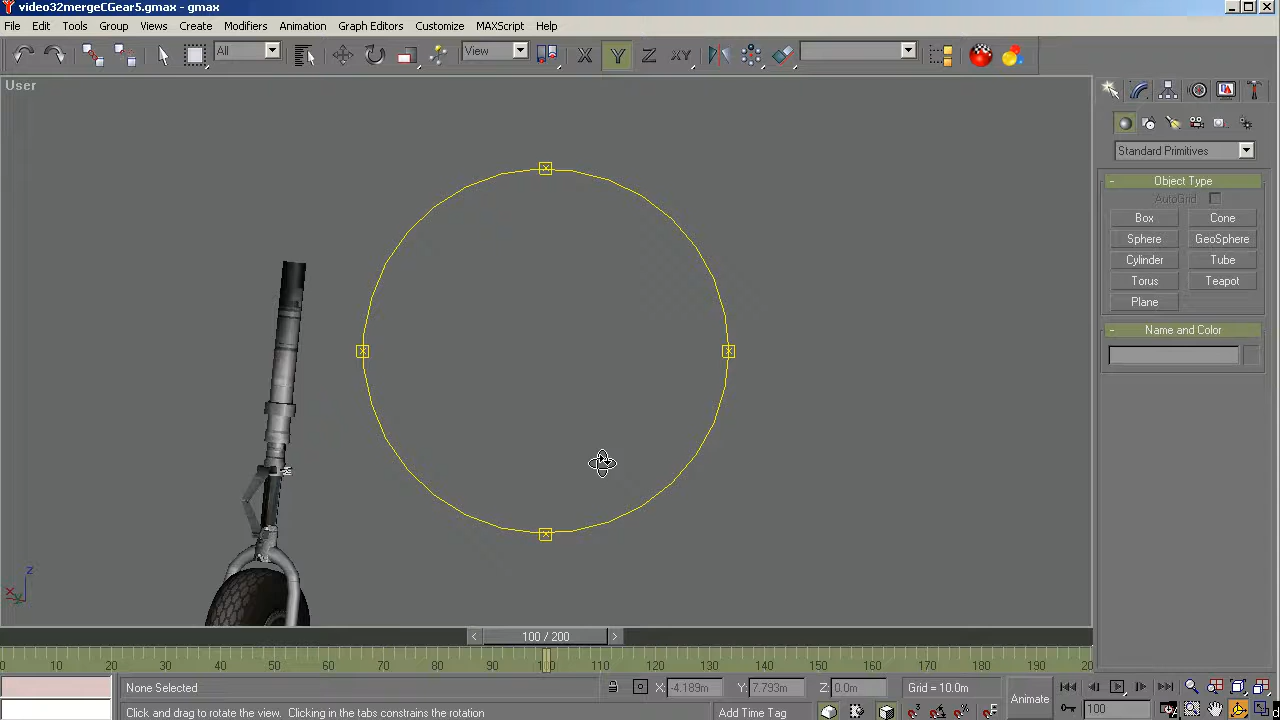 video32mergeCGear5.gmax - gmax
File Edit Tools Group Views Create Modifiers Animation Graph Editors Customize MAXScript Help
All View X Y Z XY
User
Standard Primitives
- Object Type
AutoGrid
Box Cone
Sphere GeoSphere
Cylinder Tube
Torus Teapot
Plane
- Name and Color
z
x y
< 100 / 200 >
0 10 20 30 40 50 60 70 80 90 100 110 120 130 140 150 160 170 180 190 20
None Selected X: -4.189m Y: 7.793m Z: 0.0m Grid = 10.0m Animate
Click and drag to rotate the view. Clicking in the tabs constrains the rotation Add Time Tag 100